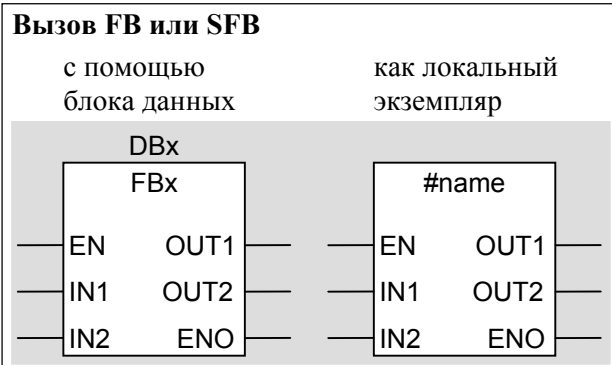 Вызов FB или SFB
с помощью
блока данных
как локальный
экземпляр
DBx
FBx
EN OUT1
IN1 OUT2
IN2 ENO
#name
EN OUT1
IN1 OUT2
IN2 ENO